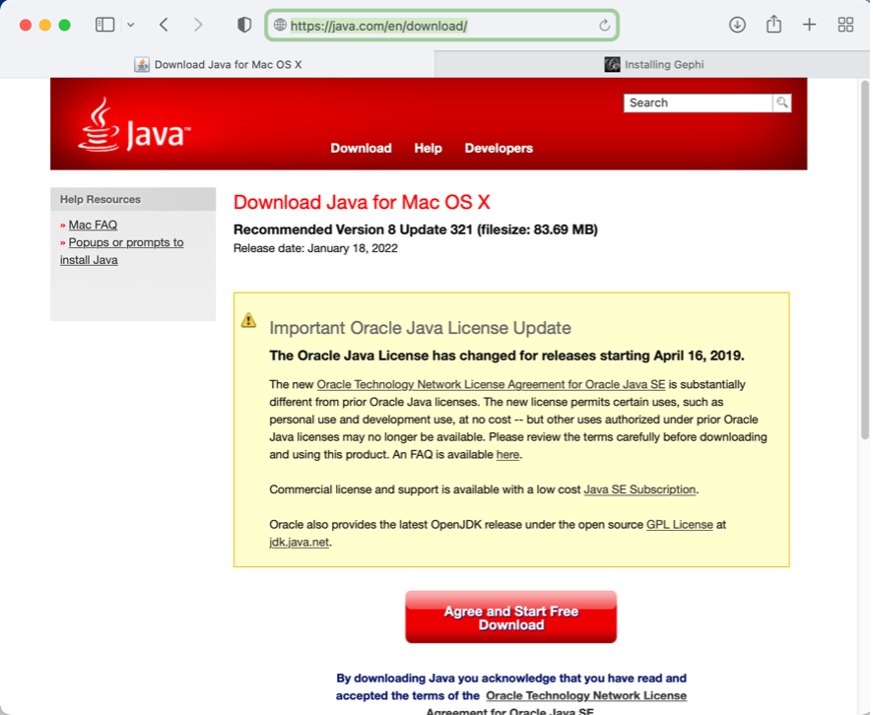 https://java.com/en/download/
Download Java for Mac OS X
Installing Gephi
Java™
Search
Download Help Developers
Help Resources
» Mac FAQ
» Popups or prompts to
install Java
Download Java for Mac OS X
Recommended Version 8 Update 321 (filesize: 83.69 MB)
Release date: January 18, 2022
Important Oracle Java License Update
The Oracle Java License has changed for releases starting April 16, 2019.
The new Oracle Technology Network License Agreement for Oracle Java SE is substantially
different from prior Oracle Java licenses. The new license permits certain uses, such as
personal use and development use, at no cost -- but other uses authorized under prior Oracle
Java licenses may no longer be available. Please review the terms carefully before downloading
and using this product. An FAQ is available here.
Commercial license and support is available with a low cost Java SE Subscription.
Oracle also provides the latest OpenJDK release under the open source GPL License at
jdk.java.net.
Agree and Start Free
Download
By downloading Java you acknowledge that you have read and
accepted the terms of the Oracle Technology Network License
Agreement for Oracle Java SE